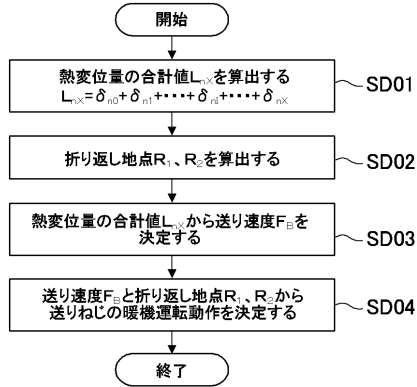 開始
熱変位量の合計値LnXを算出する
LnX=δn0+δn1+・・・+δnI+・・・+δnX
SD01
折り返し地点R1、R2を算出する
SD02
熱変位量の合計値LnXから送り速度FBを
決定する
SD03
送り速度FBと折り返し地点R1、R2から
送りねじの暖機運転動作を決定する
SD04
終了